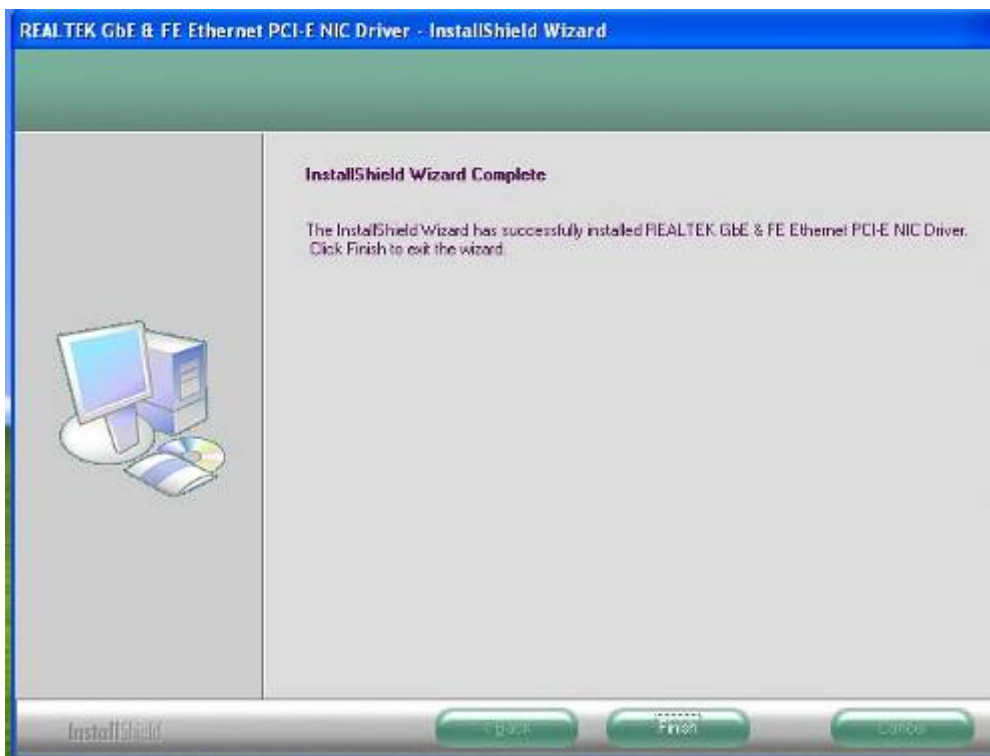 REALTEK GbE & FE Ethernet PCI-E NIC Driver - InstallShield Wizard
InstallShield Wizard Complete
The InstallShield Wizard has successfully installed REALTEK GbE & FE Ethernet PCI-E NIC Driver.
Click Finish to exit the wizard.
InstallShield
< Back
Finish
Cancel